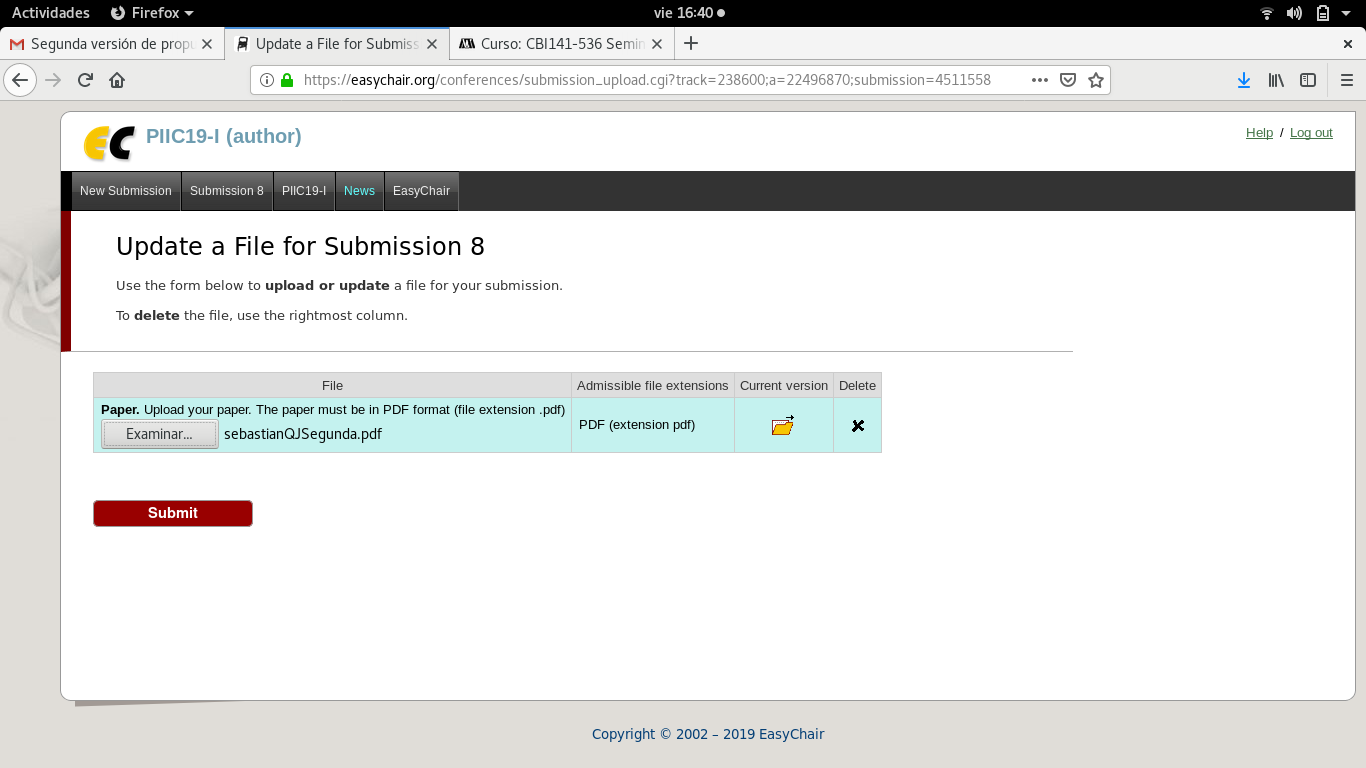 Actividades Firefox vie 16:40
Segunda versión de propu Update a File for Submiss Curso: CBI141-536 Semin
https://easychair.org/conferences/submission_upload.cgi?track=238600;a=22496870;submission=4511558
EC PIIC19-I (author) Help / Log out
New Submission Submission 8 PIIC19-I News EasyChair
Update a File for Submission 8
Use the form below to upload or update a file for your submission.
To delete the file, use the rightmost column.
File Admissible file extensions Current version Delete
Paper. Upload your paper. The paper must be in PDF format (file extension .pdf)
Examinar... sebastianQJSegunda.pdf PDF (extension pdf)
Submit
Copyright © 2002 – 2019 EasyChair